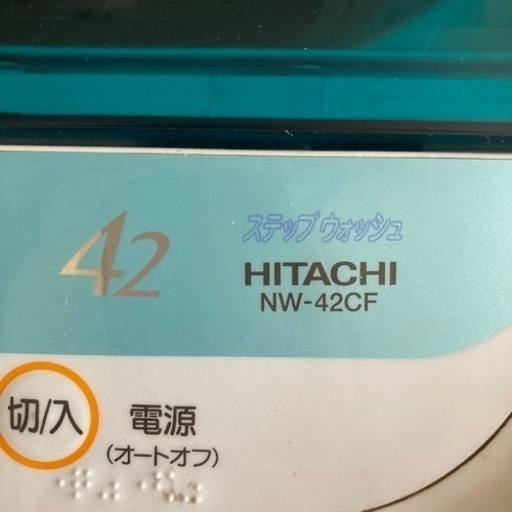 42
ステップ ウォッシュ
HITACHI
NW-42CF
切/入
電源
(オートオフ)